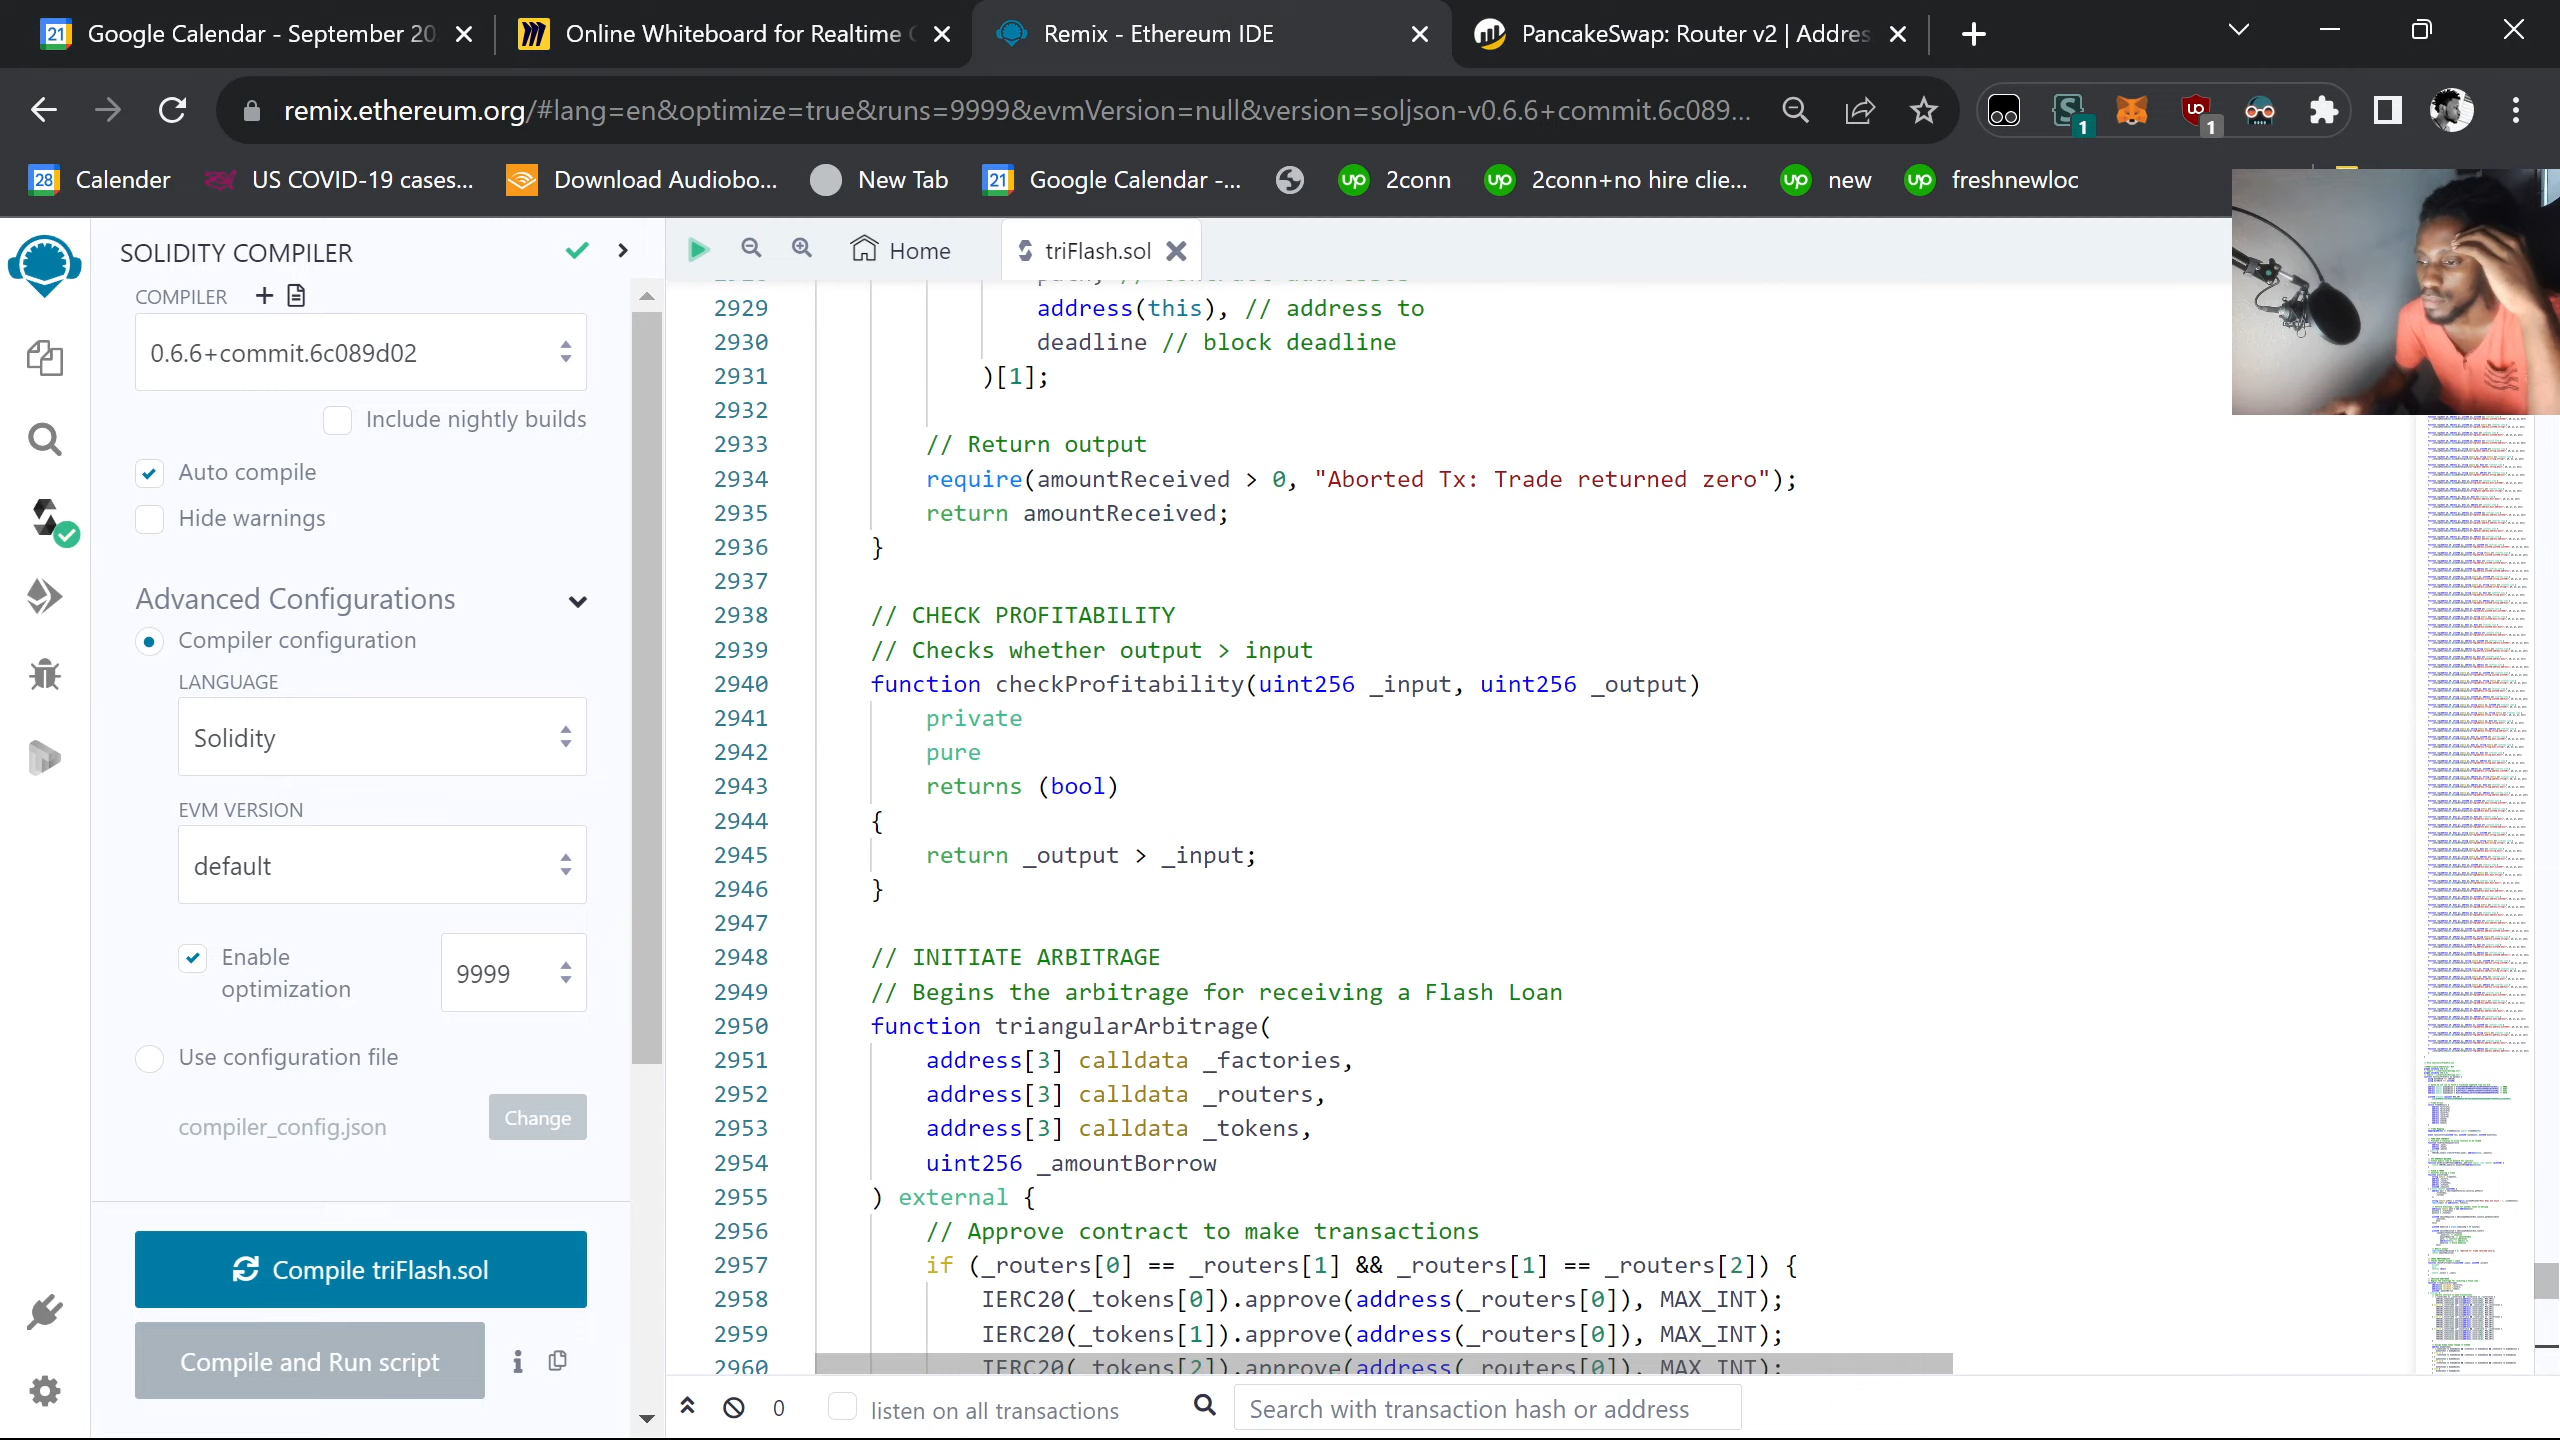 Google Calendar - September 20
Online Whiteboard for Realtime
Remix - Ethereum IDE
PancakeSwap: Router v2 | Addres
remix.ethereum.org/#lang=en&optimize=true&runs=9999&evmVersion=null&version=soljson-v0.6.6+commit.6c089...
Calender
US COVID-19 cases...
Download Audiobo...
New Tab
Google Calendar -...
2conn
2conn+no hire clie...
new
freshnewloc
SOLIDITY COMPILER
COMPILER
0.6.6+commit.6c089d02
Include nightly builds
Auto compile
Hide warnings
Advanced Configurations
Compiler configuration
LANGUAGE
Solidity
EVM VERSION
default
Enable optimization
9999
Use configuration file
compiler_config.json
Change
Compile triFlash.sol
Compile and Run script
Home
triFlash.sol
2929 address(this), // address to
2930 deadline // block deadline
2931 )[1];
2932
2933 // Return output
2934 require(amountReceived > 0, "Aborted Tx: Trade returned zero");
2935 return amountReceived;
2936 }
2937
2938 // CHECK PROFITABILITY
2939 // Checks whether output > input
2940 function checkProfitability(uint256 _input, uint256 _output)
2941 private
2942 pure
2943 returns (bool)
2944 {
2945 return _output > _input;
2946 }
2947
2948 // INITIATE ARBITRAGE
2949 // Begins the arbitrage for receiving a Flash Loan
2950 function triangularArbitrage(
2951 address[3] calldata _factories,
2952 address[3] calldata _routers,
2953 address[3] calldata _tokens,
2954 uint256 _amountBorrow
2955 ) external {
2956 // Approve contract to make transactions
2957 if (_routers[0] == _routers[1] && _routers[1] == _routers[2]) {
2958 IERC20(_tokens[0]).approve(address(_routers[0]), MAX_INT);
2959 IERC20(_tokens[1]).approve(address(_routers[0]), MAX_INT);
2960 IERC20(_tokens[2]).approve(address(_routers[0]), MAX_INT);
0
listen on all transactions
Search with transaction hash or address